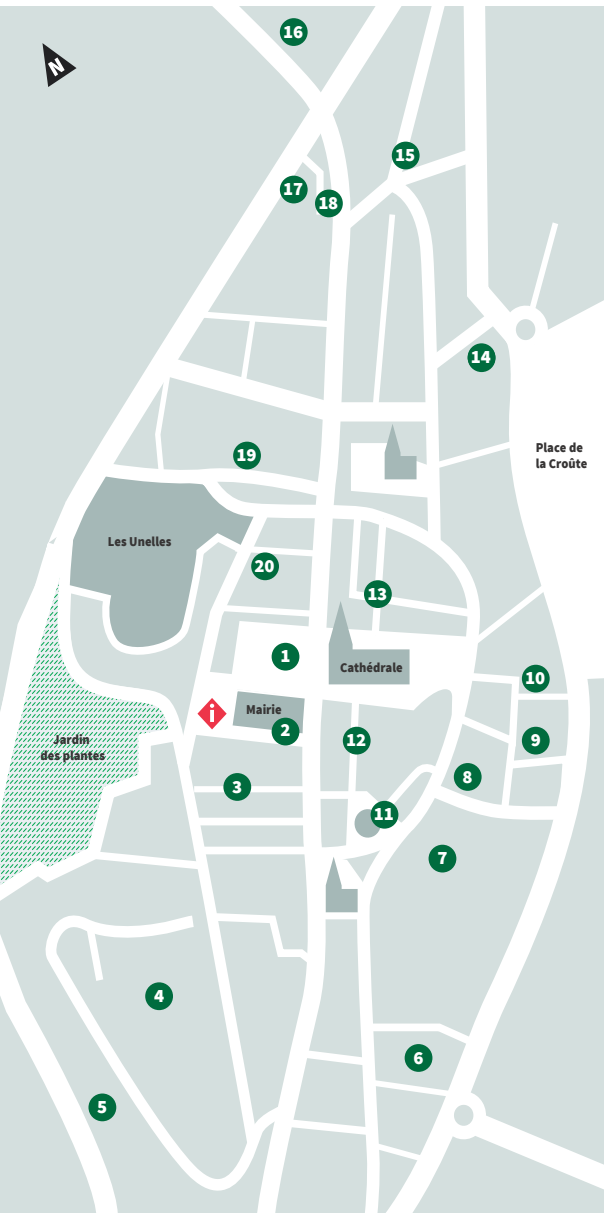 16
N
15
17
18
14
19
Place de
la Croûte
Les Unelles
20
13
1
Cathédrale
10
i
Mairie
2
12
9
Jardin
des plantes
3
8
11
7
4
6
5